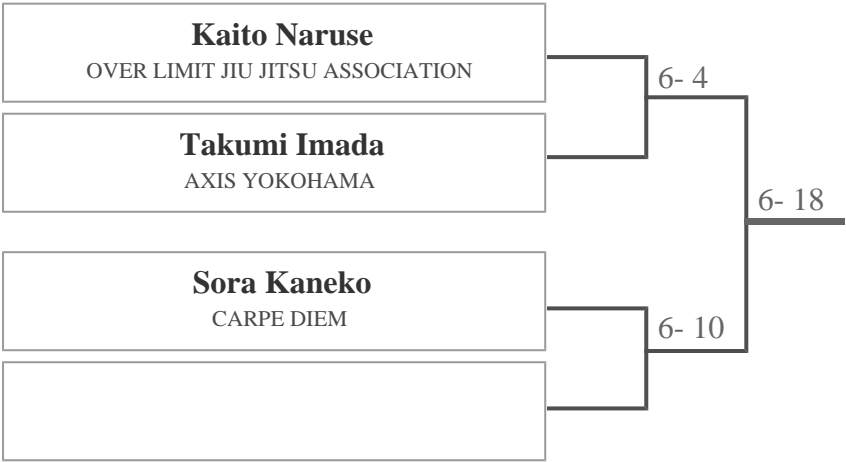 Kaito Naruse
OVER LIMIT JIU JITSU ASSOCIATION
6- 4
Takumi Imada
AXIS YOKOHAMA
6- 18
Sora Kaneko
CARPE DIEM
6- 10